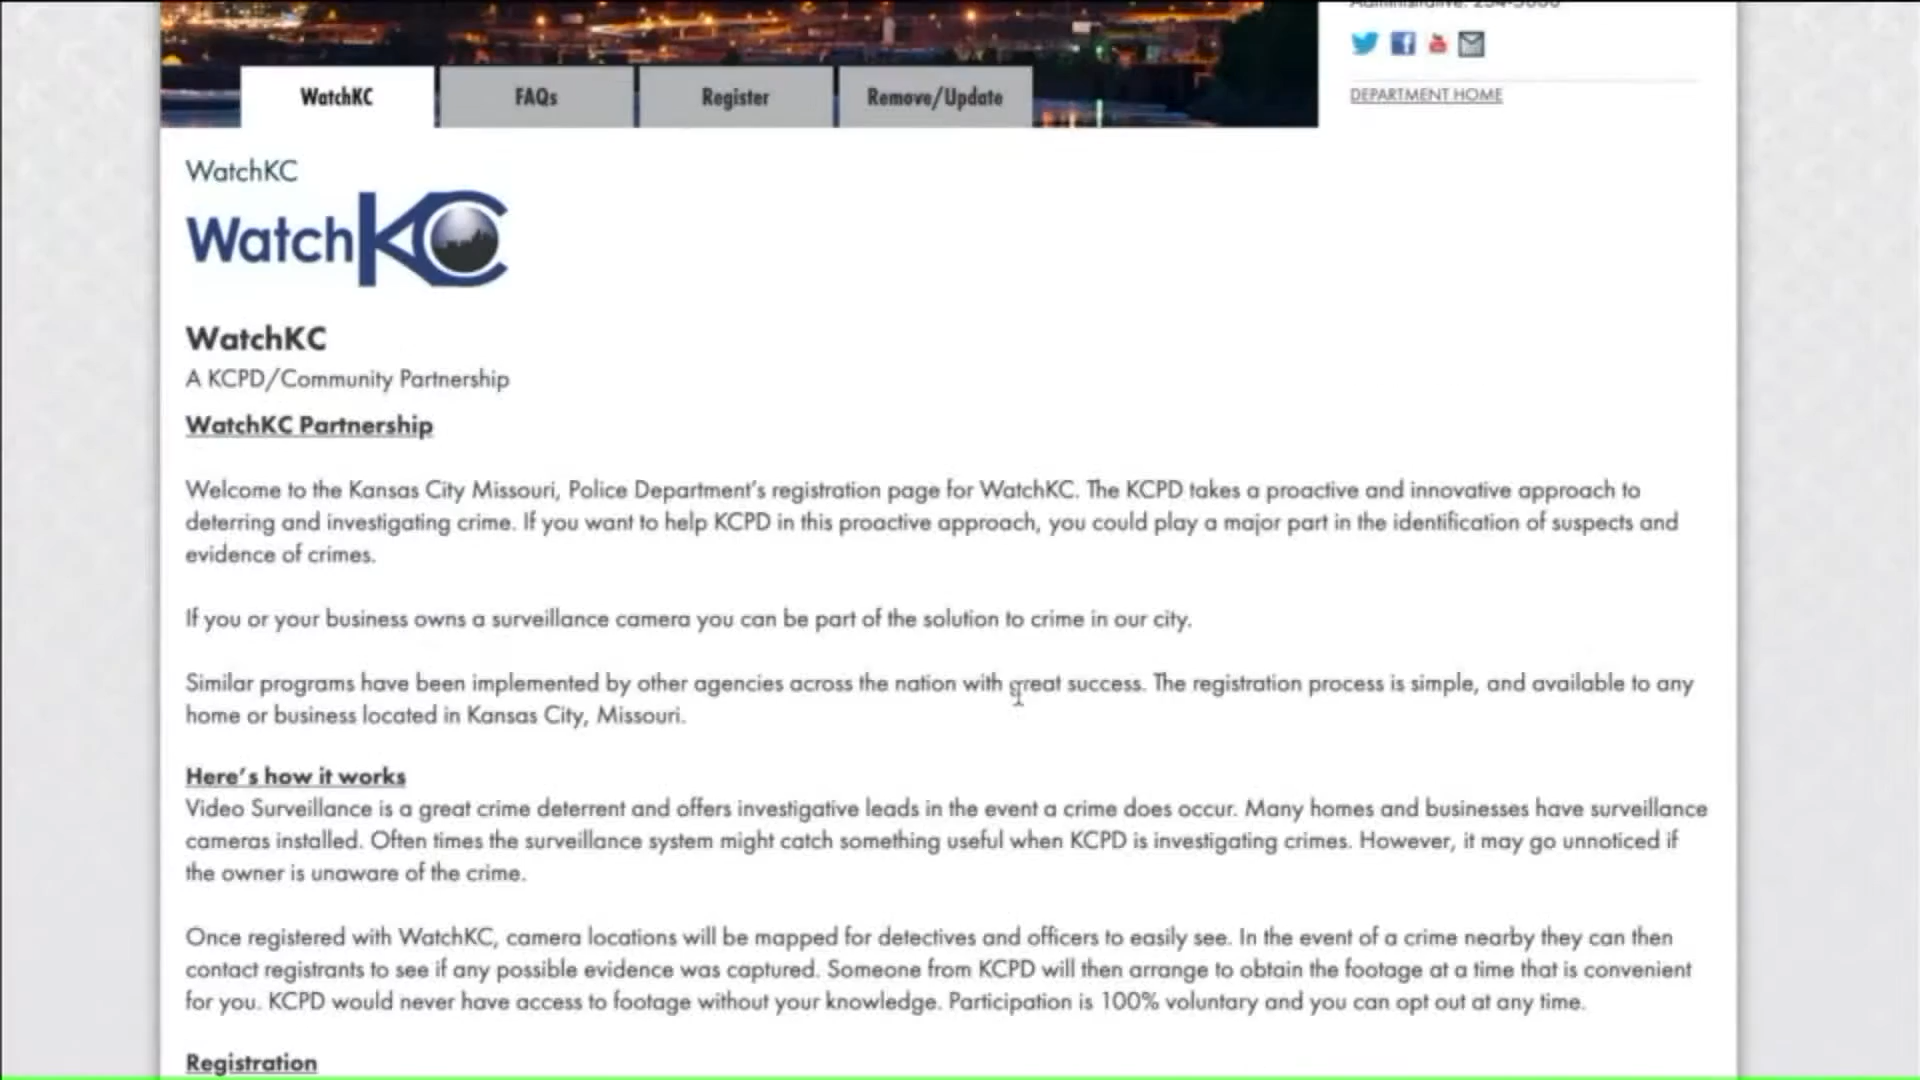 WatchKC
FAQs
Register
Remove/Update
DEPARTMENT HOME
WatchKC
WatchKC
WatchKC
A KCPD/Community Partnership
WatchKC Partnership
Welcome to the Kansas City Missouri, Police Department's registration page for WatchKC. The KCPD takes a proactive and innovative approach to
deterring and investigating crime. If you want to help KCPD in this proactive approach, you could play a major part in the identification of suspects and
evidence of crimes.
If you or your business owns a surveillance camera you can be part of the solution to crime in our city.
Similar programs have been implemented by other agencies across the nation with great success. The registration process is simple, and available to any
home or business located in Kansas City, Missouri.
Here's how it works
Video Surveillance is a great crime deterrent and offers investigative leads in the event a crime does occur. Many homes and businesses have surveillance
cameras installed. Often times the surveillance system might catch something useful when KCPD is investigating crimes. However, it may go unnoticed if
the owner is unaware of the crime.
Once registered with WatchKC, camera locations will be mapped for detectives and officers to easily see. In the event of a crime nearby they can then
contact registrants to see if any possible evidence was captured. Someone from KCPD will then arrange to obtain the footage at a time that is convenient
for you. KCPD would never have access to footage without your knowledge. Participation is 100% voluntary and you can opt out at any time.
Registration